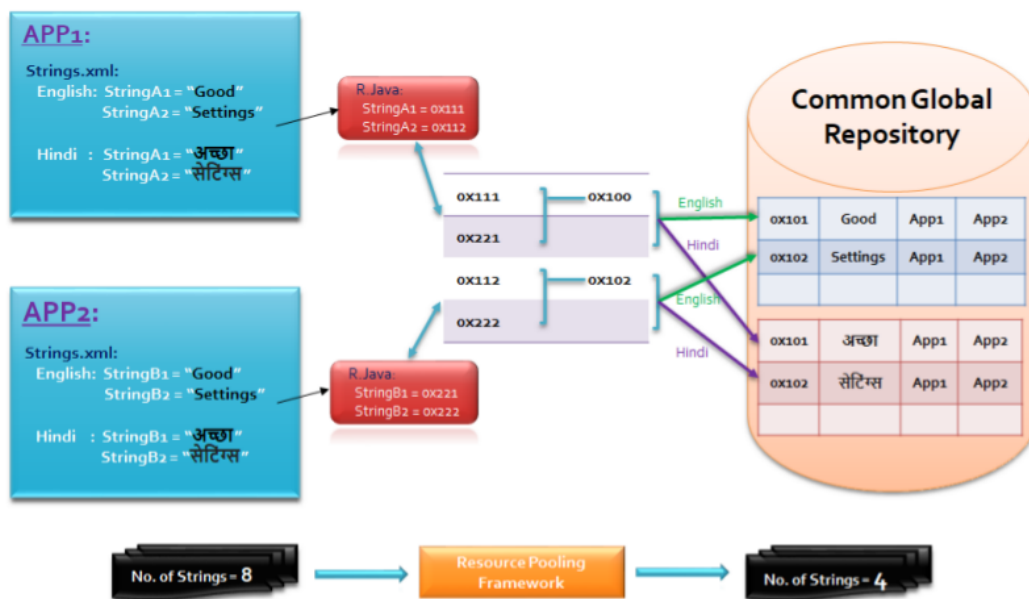 APP1:
Strings.xml:
English: StringA1 = “Good”
StringA2 = “Settings”
Hindi : StringA1 = “अच्छा”
StringA2 = “सेटिंग्स”
R.Java:
StringA1 = 0x111
StringA2 = 0x112
APP2:
Strings.xml:
English: StringB1 = “Good”
StringB2 = “Settings”
Hindi : StringB1 = “अच्छा”
StringB2 = “सेटिंग्स”
R.Java:
StringB1 = 0x221
StringB2 = 0x222
0X111 0X100
0X221
0X112 0X102
0X222
English
Hindi
English
Hindi
Common Global
Repository
0X101 Good App1 App2
0X102 Settings App1 App2
0X101 अच्छा App1 App2
0X102 सेटिंग्स App1 App2
No. of Strings = 8
Resource Pooling
Framework
No. of Strings = 4